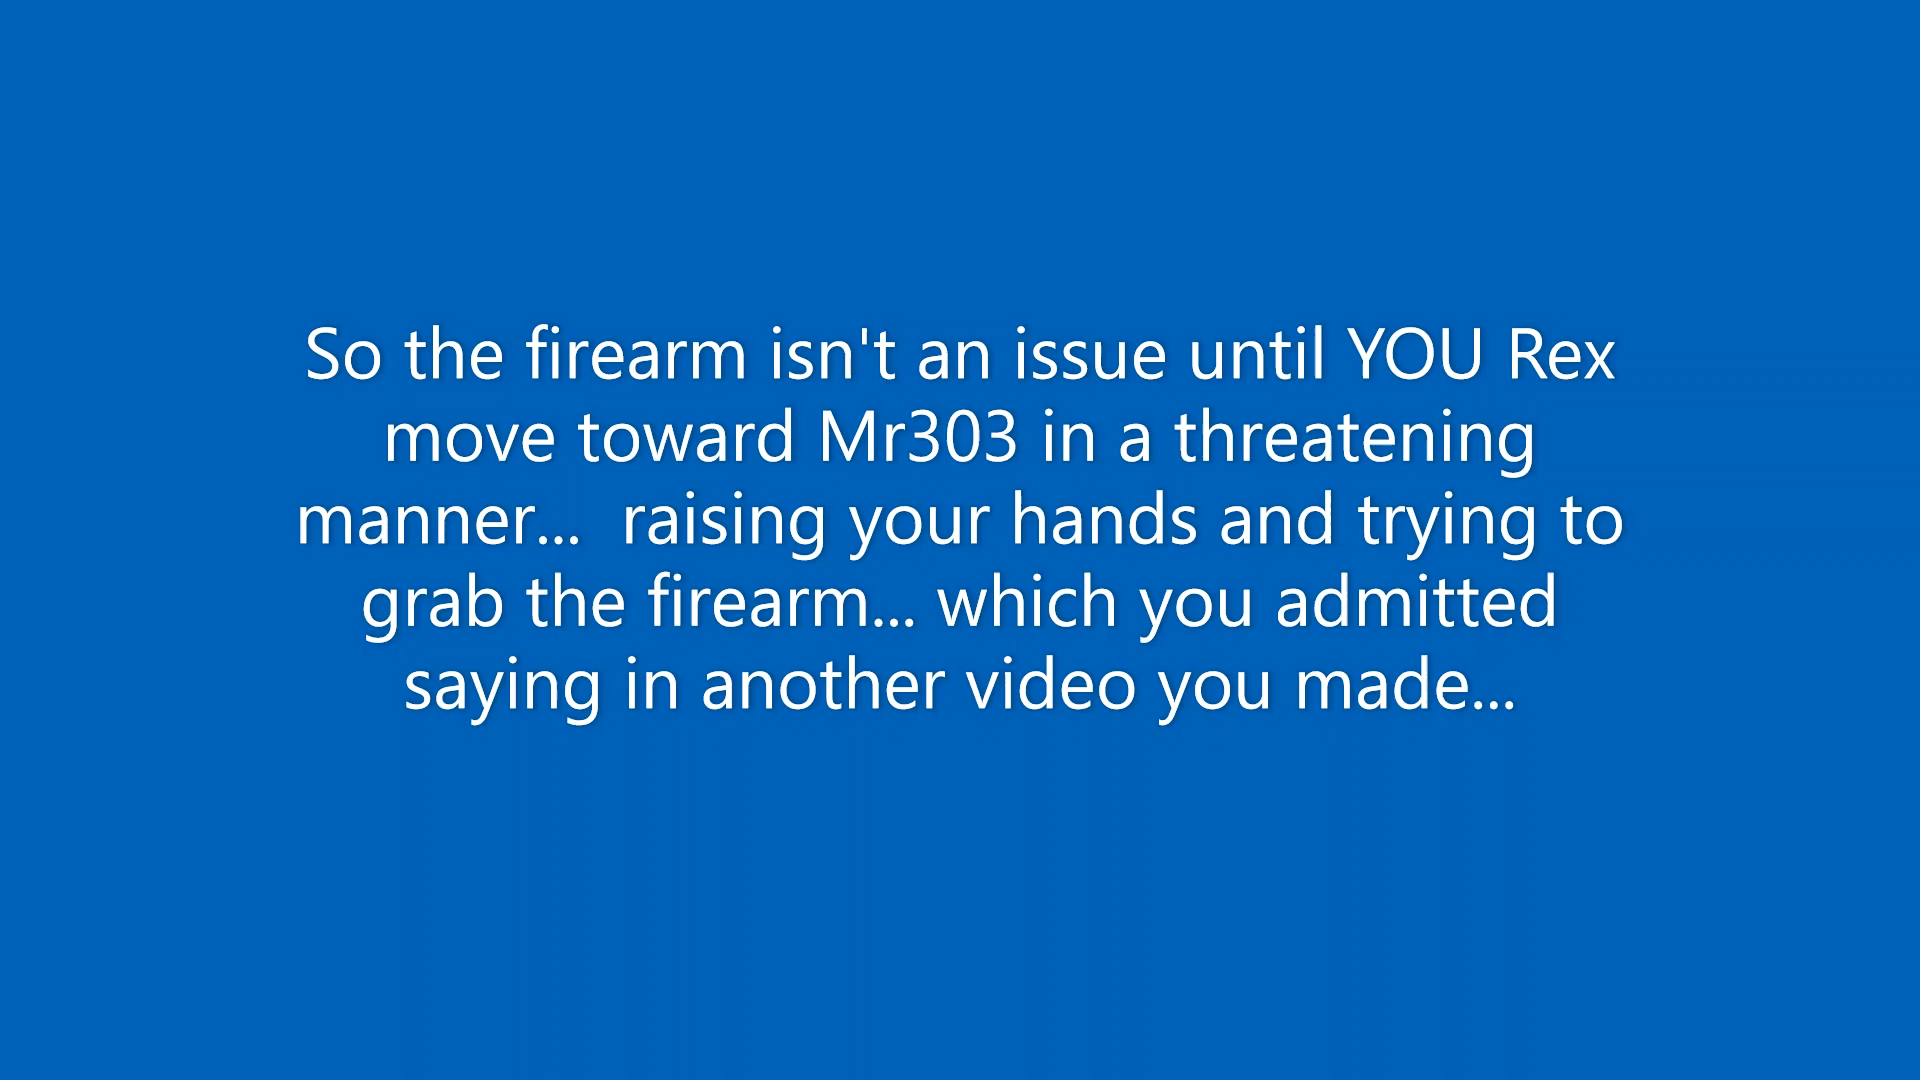 So the firearm isn't an issue until YOU Rex
move toward Mr303 in a threatening
manner...  raising your hands and trying to
grab the firearm... which you admitted
saying in another video you made...